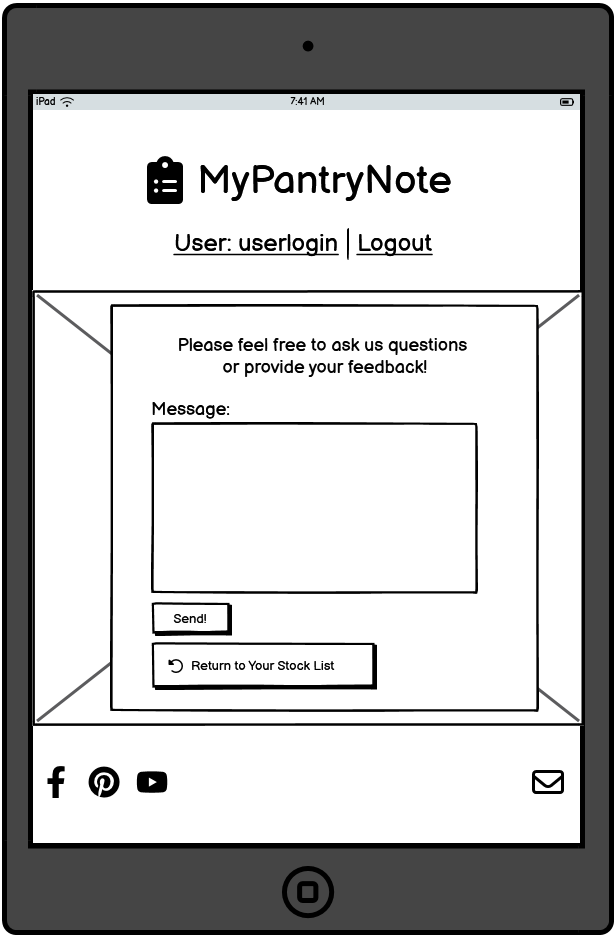 iPad 7:41 AM
MyPantryNote
User: userlogin | Logout
Please feel free to ask us questions
or provide your feedback!
Message:
Send!
Return to Your Stock List